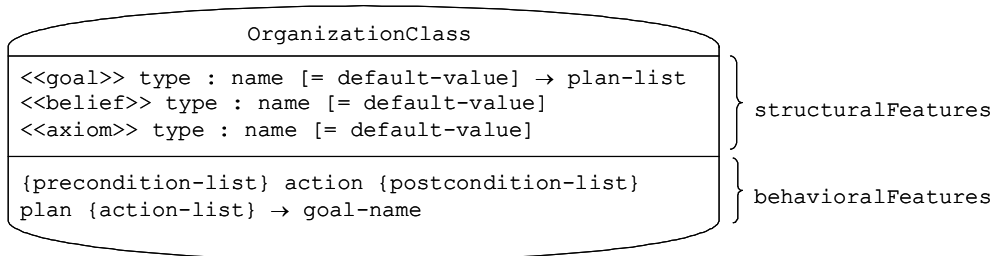 OrganizationClass
<<goal>> type : name [= default-value] → plan-list
<<belief>> type : name [= default-value]
<<axiom>> type : name [= default-value]
structuralFeatures
{precondition-list} action {postcondition-list}
plan {action-list} → goal-name
behavioralFeatures